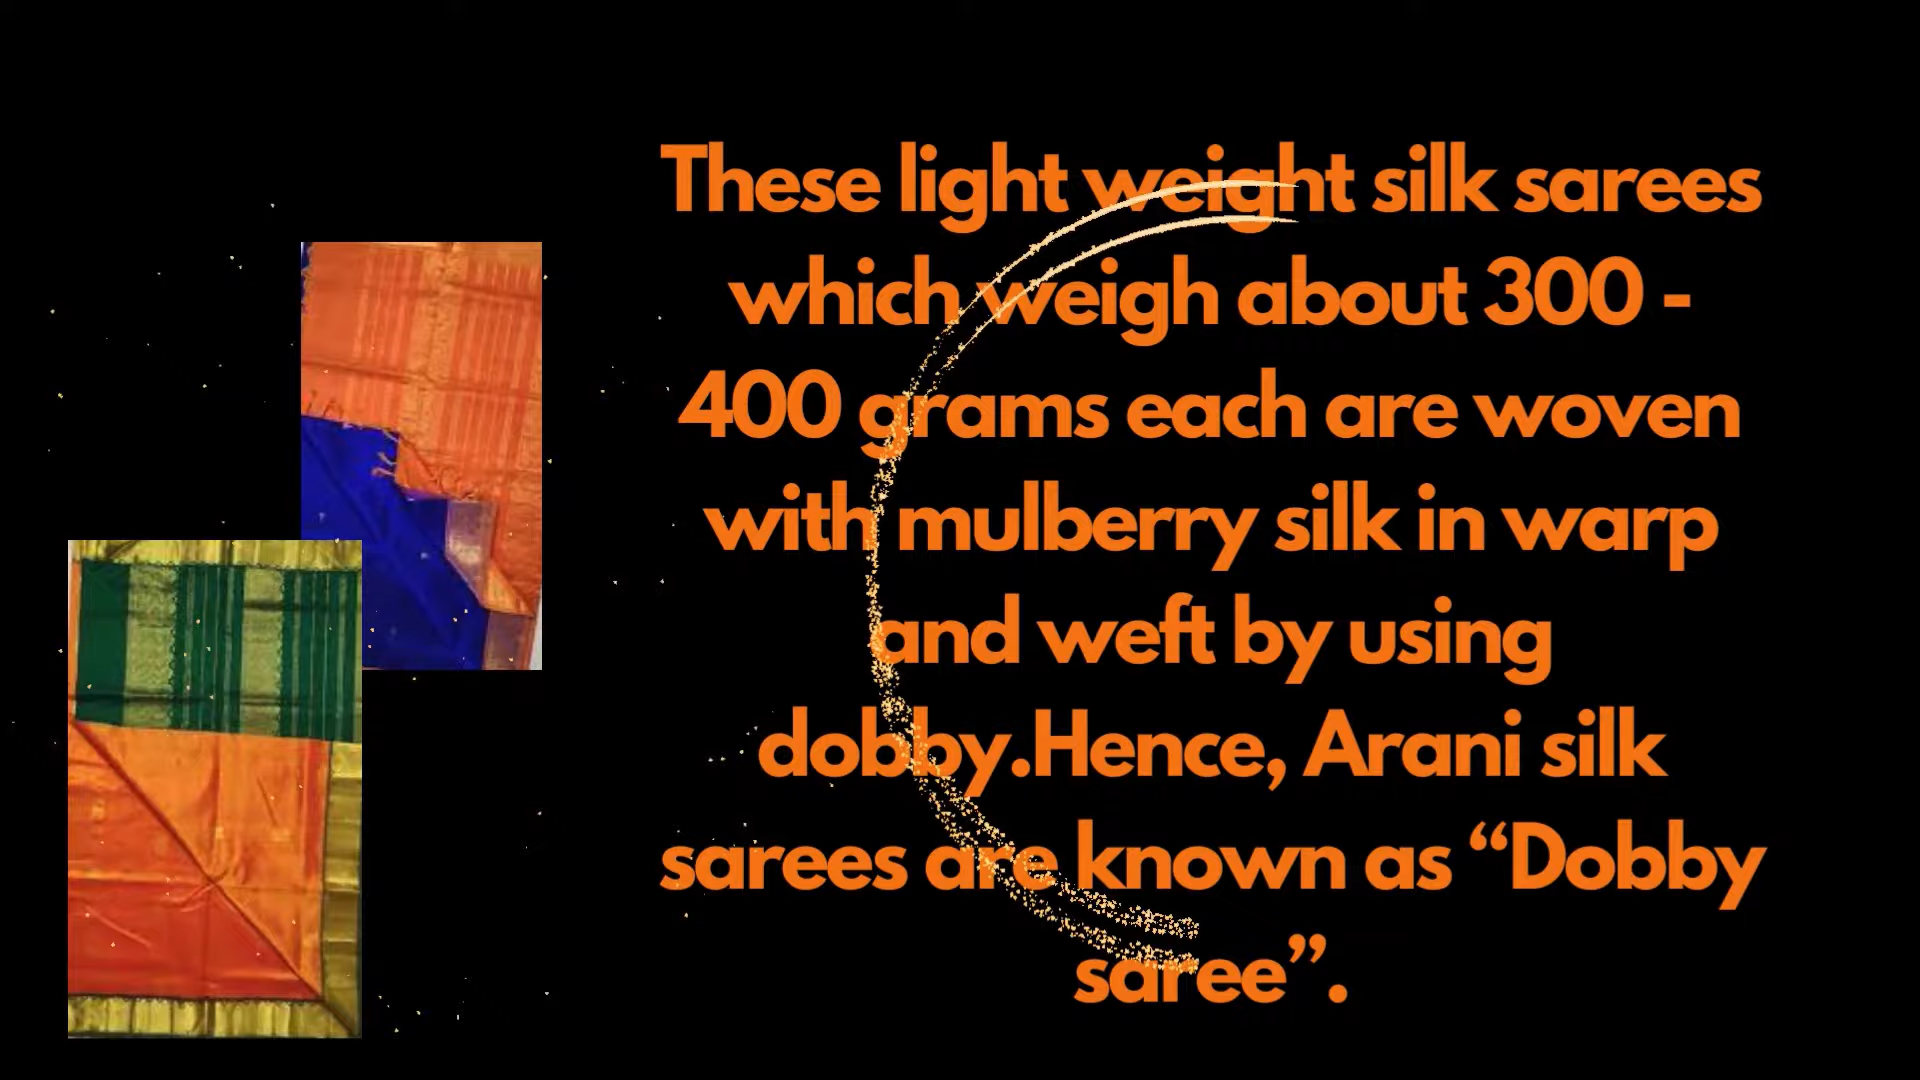 These light weight silk sarees
which weigh about 300 -
400 grams each are woven
with mulberry silk in warp
and weft by using
dobby.Hence, Arani silk
sarees are known as “Dobby
saree”.